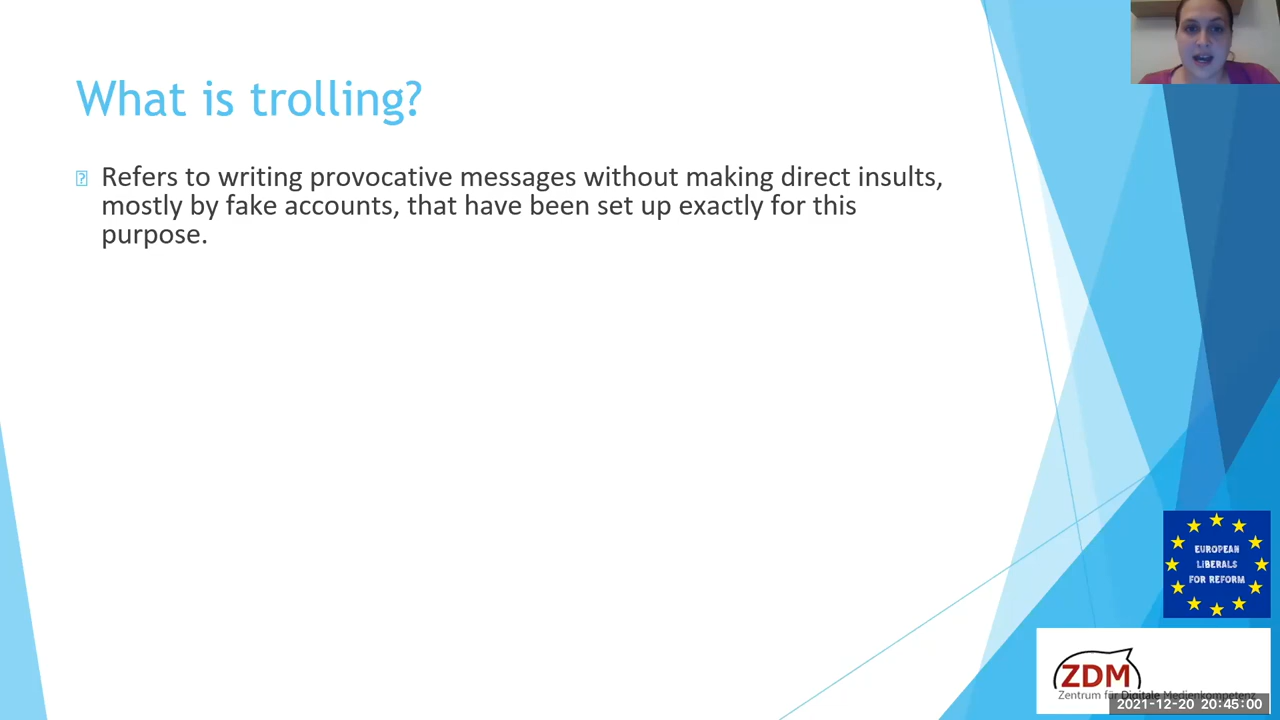 What is trolling?
Refers to writing provocative messages without making direct insults,
mostly by fake accounts, that have been set up exactly for this
purpose.
EUROPEAN
LIBERALS
FOR REFORM
ZDM
Zentrum für Digitale Medienkompetenz
2021-12-20 20:45:00